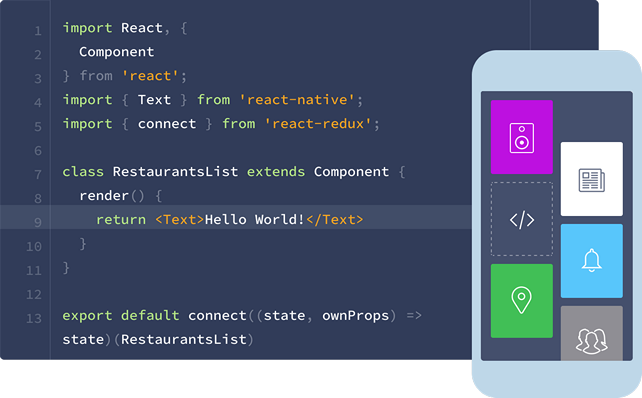 1 import React, {
2 Component
3 } from 'react';
4 import { Text } from 'react-native';
5 import { connect } from 'react-redux';
6
7 class RestaurantsList extends Component {
8 render() {
9 return <Text>Hello World!</Text>
10 }
11 }
12
13 export default connect((state, ownProps) =>
state)(RestaurantsList)
</>